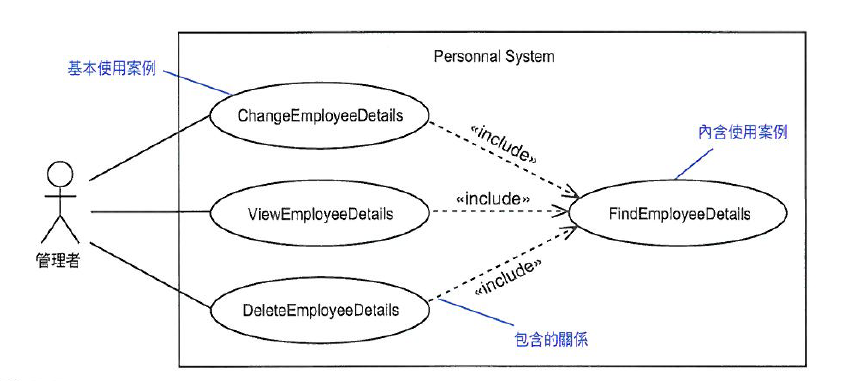 Personnal System
基本使用案例
ChangeEmployeeDetails
«include»
內含使用案例
ViewEmployeeDetails
«include»
FindEmployeeDetails
管理者
DeleteEmployeeDetails
«include»
包含的關係